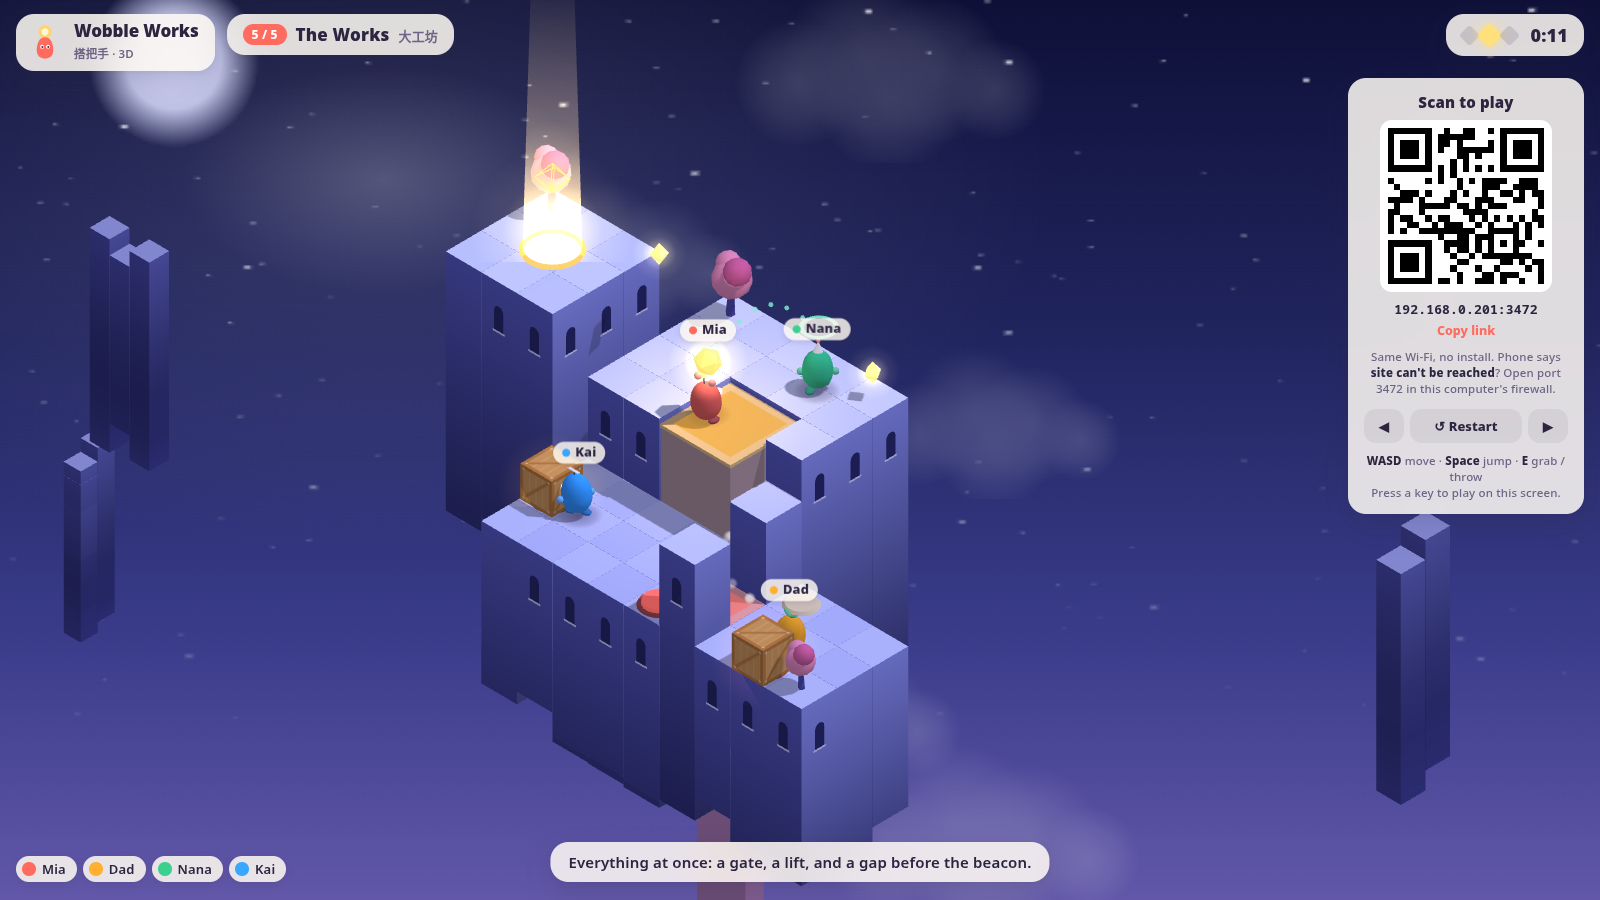 Wobble Works
搭把手 · 3D
5 / 5 The Works 大工坊
0:11
Scan to play
192.168.0.201:3472
Copy link
Same Wi-Fi, no install. Phone says
site can't be reached? Open port
3472 in this computer's firewall.
◀ ↺ Restart ▶
WASD move · Space jump · E grab /
throw
Press a key to play on this screen.
Mia
Nana
Kai
Dad
Everything at once: a gate, a lift, and a gap before the beacon.
Mia Dad Nana Kai